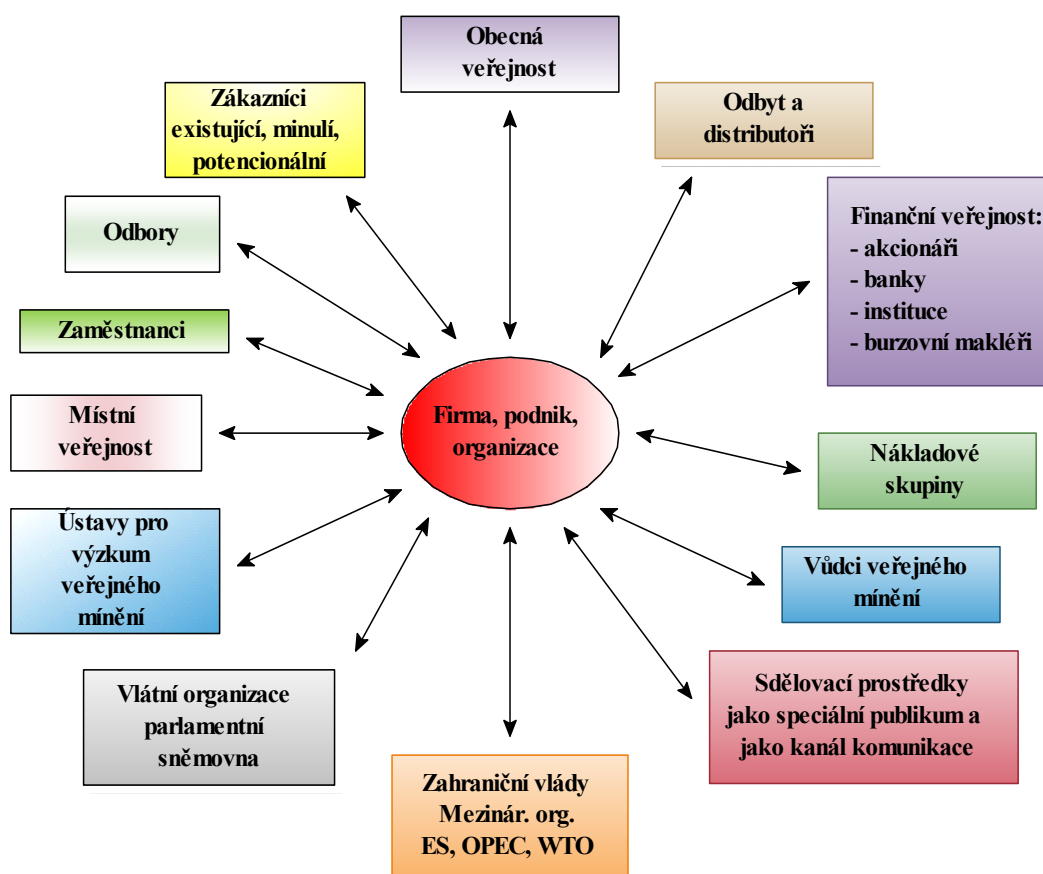 Obecná
veřejnost
Zákazníci
existující, minulí,
potencionální
Odbyt a
distributoři
Odbory
Finanční veřejnost:
- akcionáři
- banky
- instituce
- burzovní makléři
Zaměstnanci
Místní
veřejnost
Firma, podnik,
organizace
Nákladové
skupiny
Ústavy pro
výzkum
veřejného
mínění
Vůdci veřejného
mínění
Vlátní organizace
parlamentní
sněmovna
Sdělovací prostředky
jako speciální publikum a
jako kanál komunikace
Zahraniční vlády
Mezinár. org.
ES, OPEC, WTO